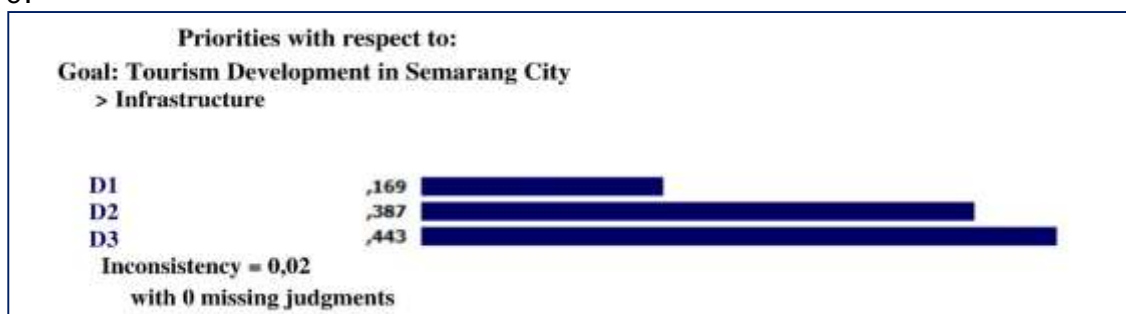 Priorities with respect to:
Goal: Tourism Development in Semarang City
> Infrastructure
D1 ,169
D2 ,387
D3 ,443
Inconsistency = 0,02
with 0 missing judgments